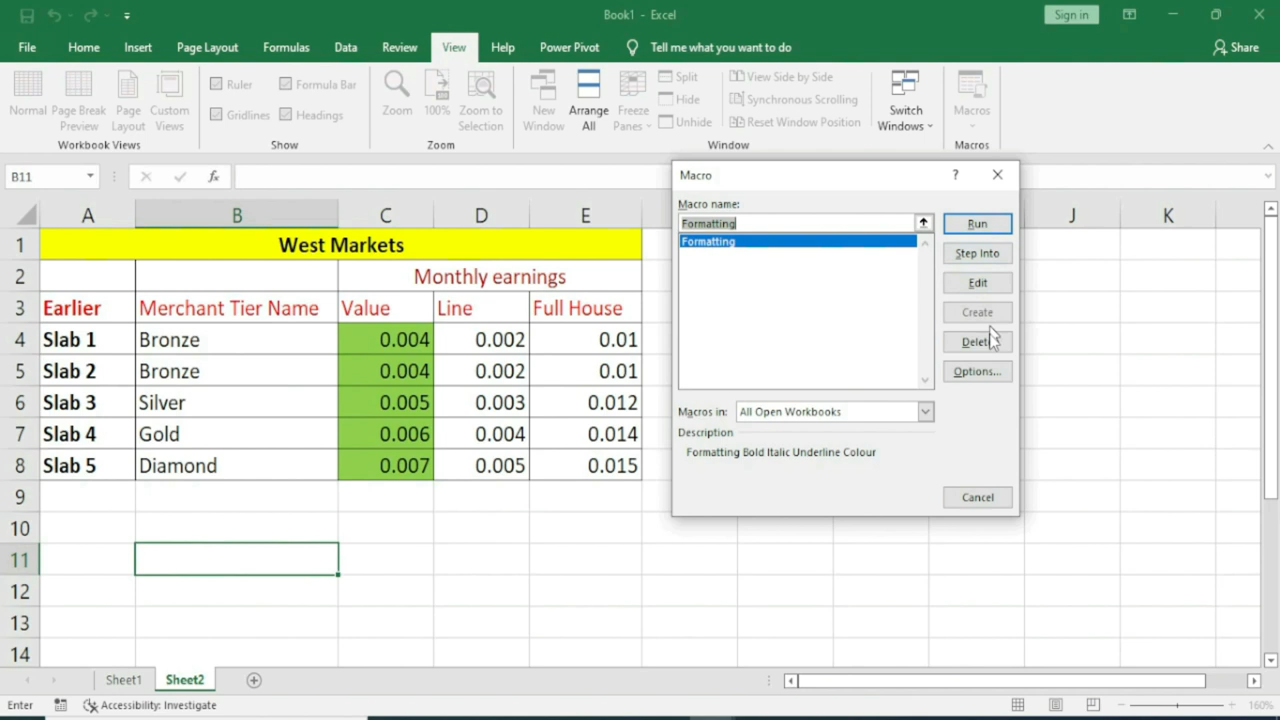 Book1 - Excel
Sign in
File Home Insert Page Layout Formulas Data Review View Help Power Pivot Tell me what you want to do Share
Normal
Page Break Preview
Page Layout
Custom Views
Workbook Views
Ruler
Formula Bar
Gridlines
Headings
Show
Zoom
100%
Zoom to Selection
Zoom
New Window
Arrange All
Freeze Panes
Split
Hide
Unhide
View Side by Side
Synchronous Scrolling
Reset Window Position
Switch Windows
Window
Macros
Macros
B11
fx
A B C D E J K
1 West Markets
2 Monthly earnings
3 Earlier Merchant Tier Name Value Line Full House
4 Slab 1 Bronze 0.004 0.002 0.01
5 Slab 2 Bronze 0.004 0.002 0.01
6 Slab 3 Silver 0.005 0.003 0.012
7 Slab 4 Gold 0.006 0.004 0.014
8 Slab 5 Diamond 0.007 0.005 0.015
9
10
11
12
13
14
Macro
?
Macro name:
Formatting
Formatting
Run
Step Into
Edit
Create
Delete
Options...
Macros in: All Open Workbooks
Description
Formatting Bold Italic Underline Colour
Cancel
Sheet1 Sheet2
Enter Accessibility: Investigate 160%